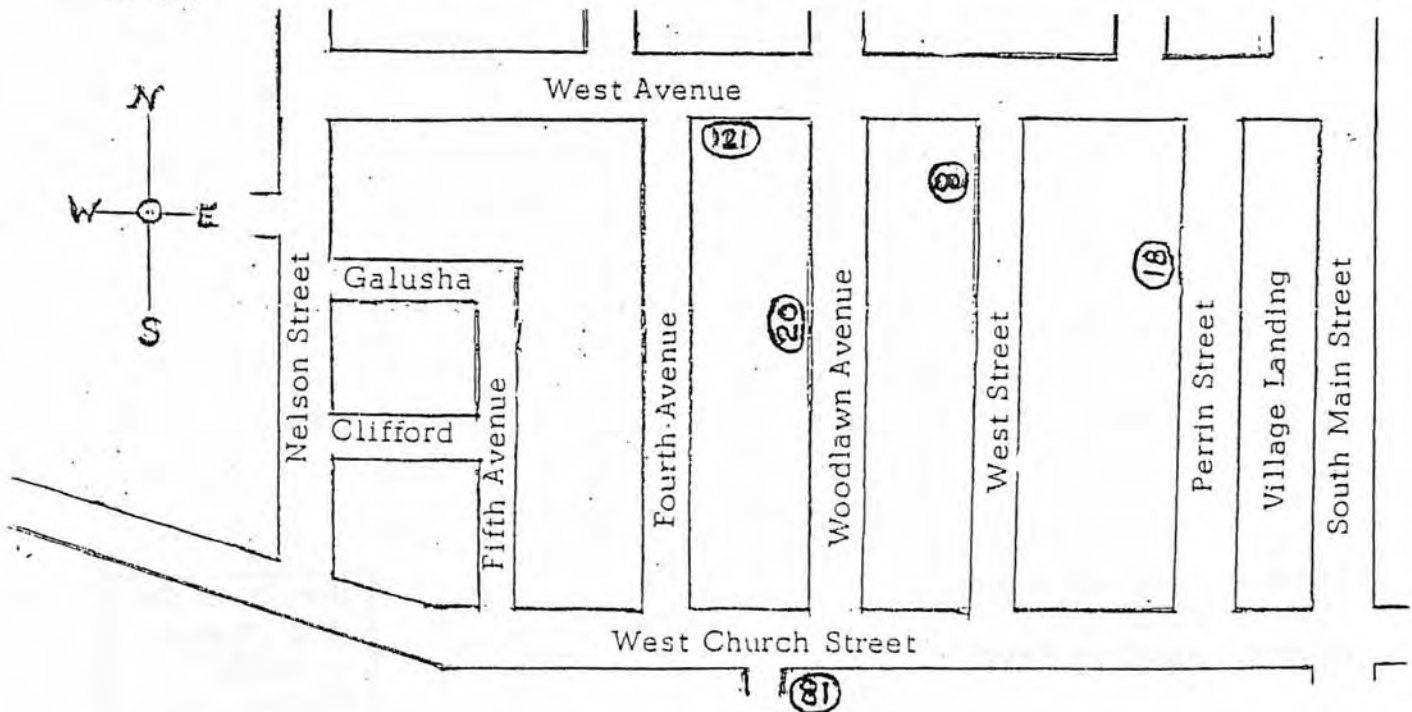 West Avenue
N
W
E
S
121
8
18
20
Galusha
Clifford
Nelson Street
Fifth Avenue
Fourth Avenue
Woodlawn Avenue
West Street
Perrin Street
Village Landing
South Main Street
West Church Street
81